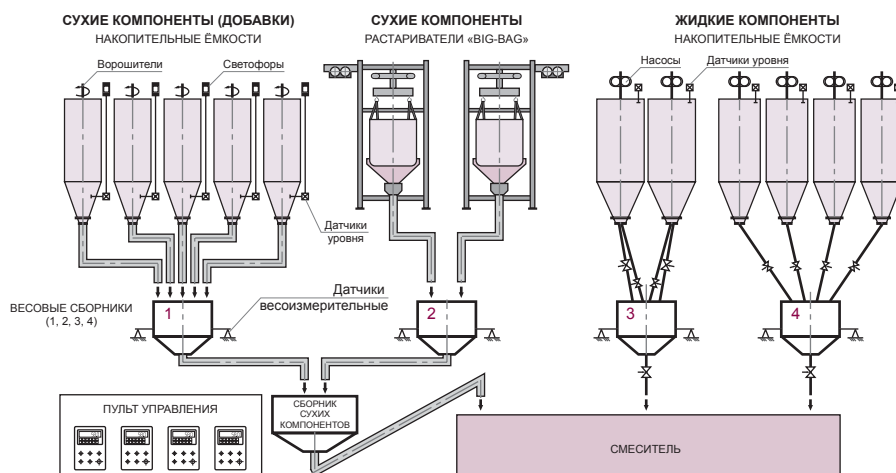 СУХИЕ КОМПОНЕНТЫ (ДОБАВКИ)
НАКОПИТЕЛЬНЫЕ ЁМКОСТИ
СУХИЕ КОМПОНЕНТЫ
РАСТАРИВАТЕЛИ «BIG-BAG»
ЖИДКИЕ КОМПОНЕНТЫ
НАКОПИТЕЛЬНЫЕ ЁМКОСТИ
Ворошители
Светофоры
Насосы
Датчики уровня
Датчики
уровня
ВЕСОВЫЕ СБОРНИКИ
(1, 2, 3, 4)
Датчики
весоизмерительные
1
2
3
4
ПУЛЬТ УПРАВЛЕНИЯ
СБОРНИК
СУХИХ
КОМПОНЕНТОВ
СМЕСИТЕЛЬ